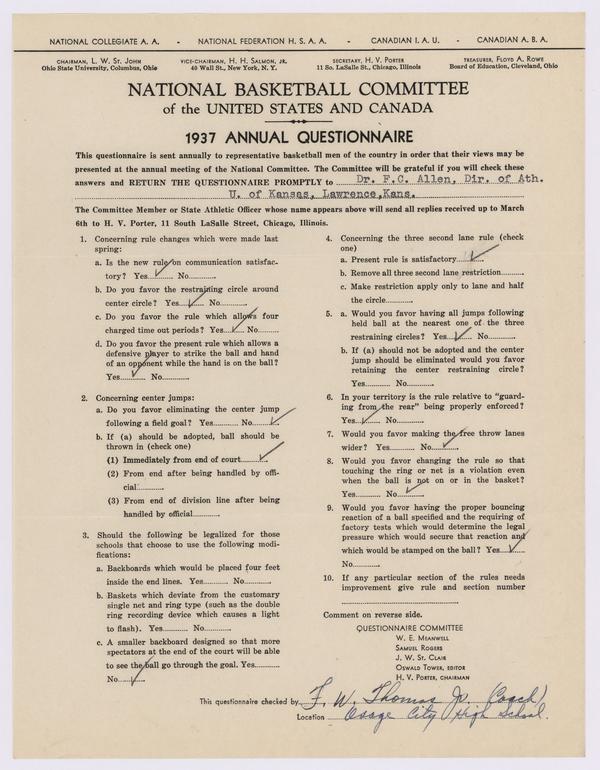 NATIONAL COLLEGIATE A. A. - NATIONAL FEDERATION H. S. A. A. - CANADIAN I. A. U. - CANADIAN A. B. A.
CHAIRMAN, L. W. ST. JOHN
Ohio State University, Columbus, Ohio
VICE-CHAIRMAN, H. H. SALMON, JR.
40 Wall St., New York, N. Y.
SECRETARY, H. V. PORTER
11 So. LaSalle St., Chicago, Illinois
TREASURER, FLOYD A. ROWE
Board of Education, Cleveland, Ohio
NATIONAL BASKETBALL COMMITTEE
of the UNITED STATES AND CANADA
1937 ANNUAL QUESTIONNAIRE
This questionnaire is sent annually to representative basketball men of the country in order that their views may be
presented at the annual meeting of the National Committee. The Committee will be grateful if you will check these
answers and RETURN THE QUESTIONNAIRE PROMPTLY to Dr. F.C. Allen, Dir. of Ath.
U. of Kansas, Lawrence,Kans.
The Committee Member or State Athletic Officer whose name appears above will send all replies received up to March
6th to H. V. Porter, 11 South LaSalle Street, Chicago, Illinois.
1. Concerning rule changes which were made last
spring:
a. Is the new rule on communication satisfac-
tory? Yes ✓ No
b. Do you favor the restraining circle around
center circle? Yes ✓ No
c. Do you favor the rule which allows four
charged time out periods? Yes ✓ No
d. Do you favor the present rule which allows a
defensive player to strike the ball and hand
of an opponent while the hand is on the ball?
Yes ✓ No
2. Concerning center jumps:
a. Do you favor eliminating the center jump
following a field goal? Yes No ✓
b. If (a) should be adopted, ball should be
thrown in (check one)
(1) Immediately from end of court ✓
(2) From end after being handled by offi-
cial
(3) From end of division line after being
handled by official
3. Should the following be legalized for those
schools that choose to use the following modi-
fications:
a. Backboards which would be placed four feet
inside the end lines. Yes No
b. Baskets which deviate from the customary
single net and ring type (such as the double
ring recording device which causes a light
to flash). Yes No
c. A smaller backboard designed so that more
spectators at the end of the court will be able
to see the ball go through the goal. Yes
No ✓
4. Concerning the three second lane rule (check
one)
a. Present rule is satisfactory ✓
b. Remove all three second lane restriction
c. Make restriction apply only to lane and half
the circle
5. a. Would you favor having all jumps following
held ball at the nearest one of the three
restraining circles? Yes ✓ No
b. If (a) should not be adopted and the center
jump should be eliminated would you favor
retaining the center restraining circle?
Yes No
6. In your territory is the rule relative to "guard-
ing from the rear" being properly enforced?
Yes ✓ No
7. Would you favor making the free throw lanes
wider? Yes No ✓
8. Would you favor changing the rule so that
touching the ring or net is a violation even
when the ball is not on or in the basket?
Yes No ✓
9. Would you favor having the proper bouncing
reaction of a ball specified and the requiring of
factory tests which would determine the legal
pressure which would secure that reaction and
which would be stamped on the ball? Yes ✓
No
10. If any particular section of the rules needs
improvement give rule and section number
Comment on reverse side.
QUESTIONNAIRE COMMITTEE
W. E. MEANWELL
SAMUEL ROGERS
J. W. ST. CLAIR
OSWALD TOWER, EDITOR
H. V. PORTER, CHAIRMAN
This questionnaire checked by F. W. Thomas Jr. (Coach)
Location Osage City High School.